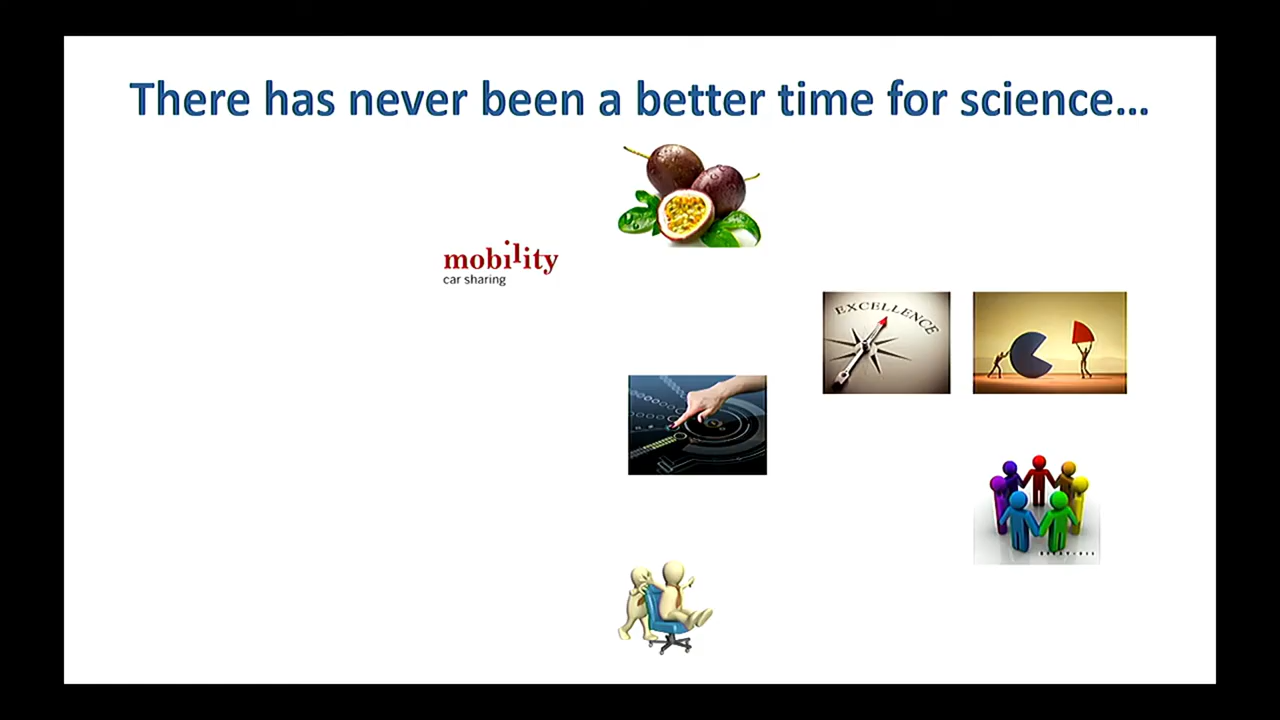 There has never been a better time for science...
mobility
car sharing
EXCELLENCE